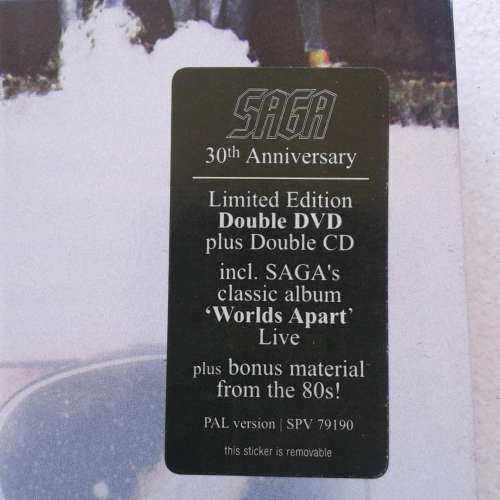 SAGA
30th Anniversary
Limited Edition
Double DVD
plus Double CD
incl. SAGA's
classic album
‘Worlds Apart’
Live
plus bonus material
from the 80s!
PAL version | SPV 79190
this sticker is removable